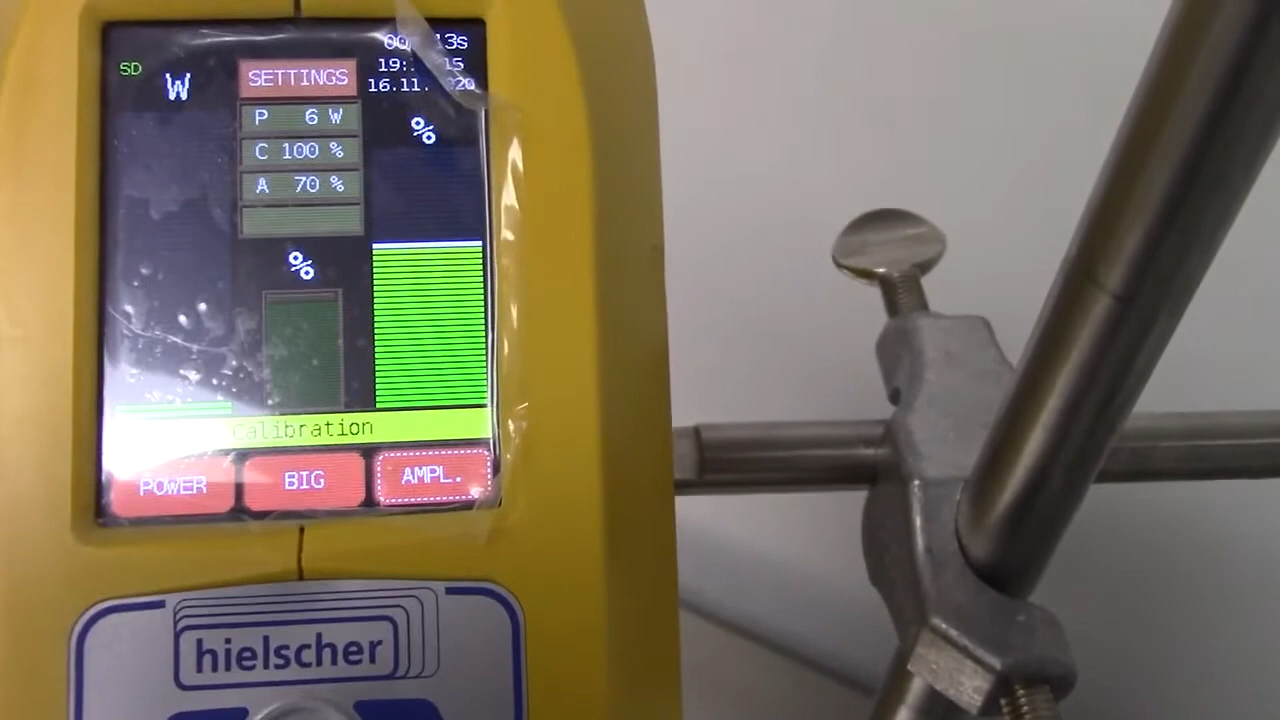 SD
W
SETTINGS
P 6 W
C 100 %
A 70 %
%
%
Calibration
POWER
BIG
AMPL.
hielscher